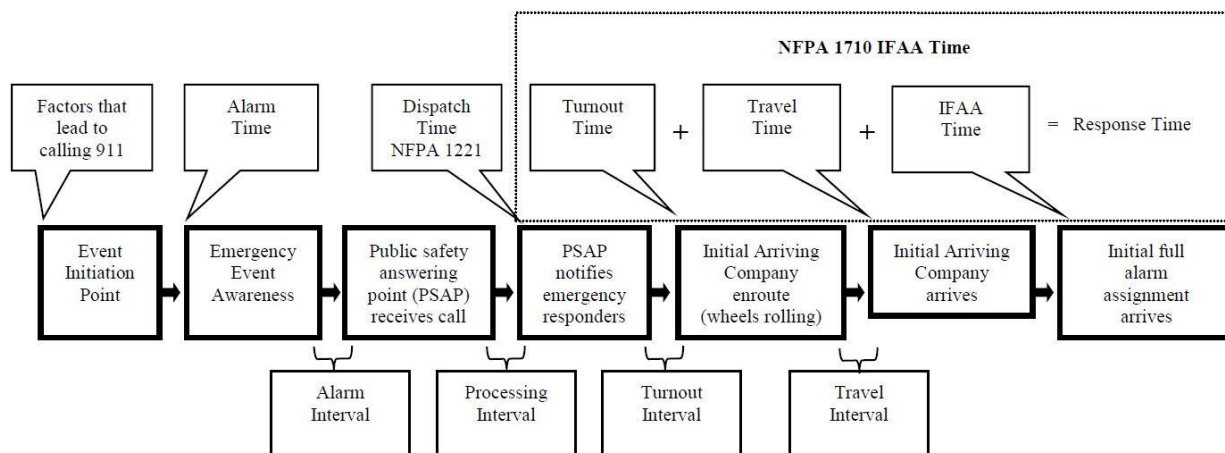 NFPA 1710 IFAA Time
Factors that
lead to
calling 911
Alarm
Time
Dispatch
Time
NFPA 1221
Turnout
Time
+
Travel
Time
+
IFAA
Time
= Response Time
Event
Initiation
Point
Emergency
Event
Awareness
Public safety
answering
point (PSAP)
receives call
PSAP
notifies
emergency
responders
Initial Arriving
Company
enroute
(wheels rolling)
Initial Arriving
Company
arrives
Initial full
alarm
assignment
arrives
Alarm
Interval
Processing
Interval
Turnout
Interval
Travel
Interval